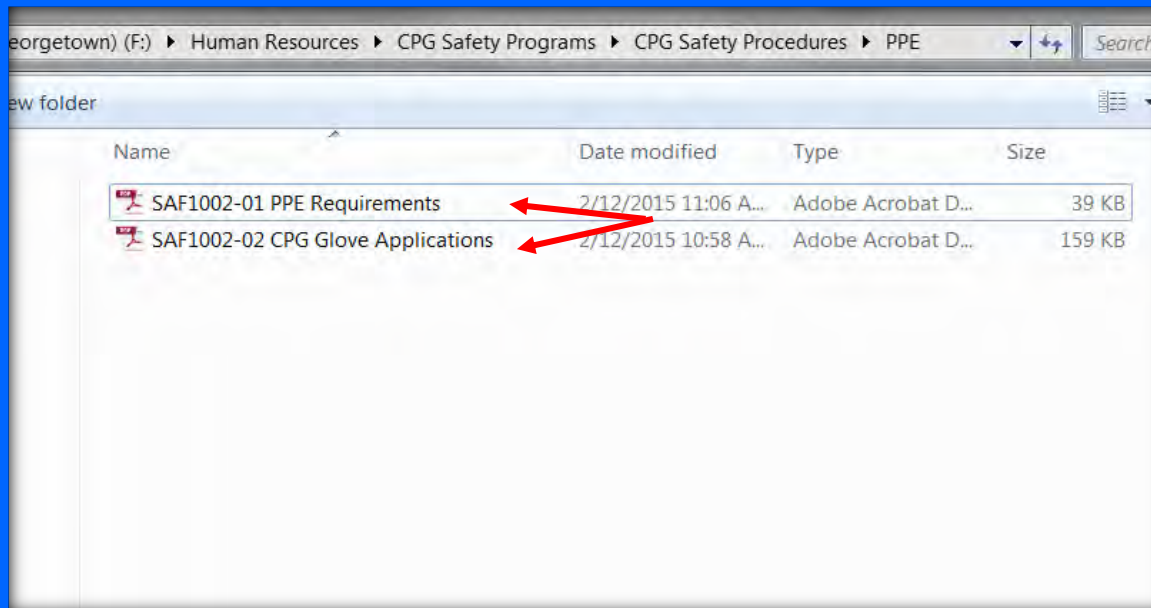 eorgetown) (F:) ▸ Human Resources ▸ CPG Safety Programs ▸ CPG Safety Procedures ▸ PPE Search
ew folder
Name Date modified Type Size
SAF1002-01 PPE Requirements 2/12/2015 11:06 A... Adobe Acrobat D... 39 KB
SAF1002-02 CPG Glove Applications 2/12/2015 10:58 A... Adobe Acrobat D... 159 KB